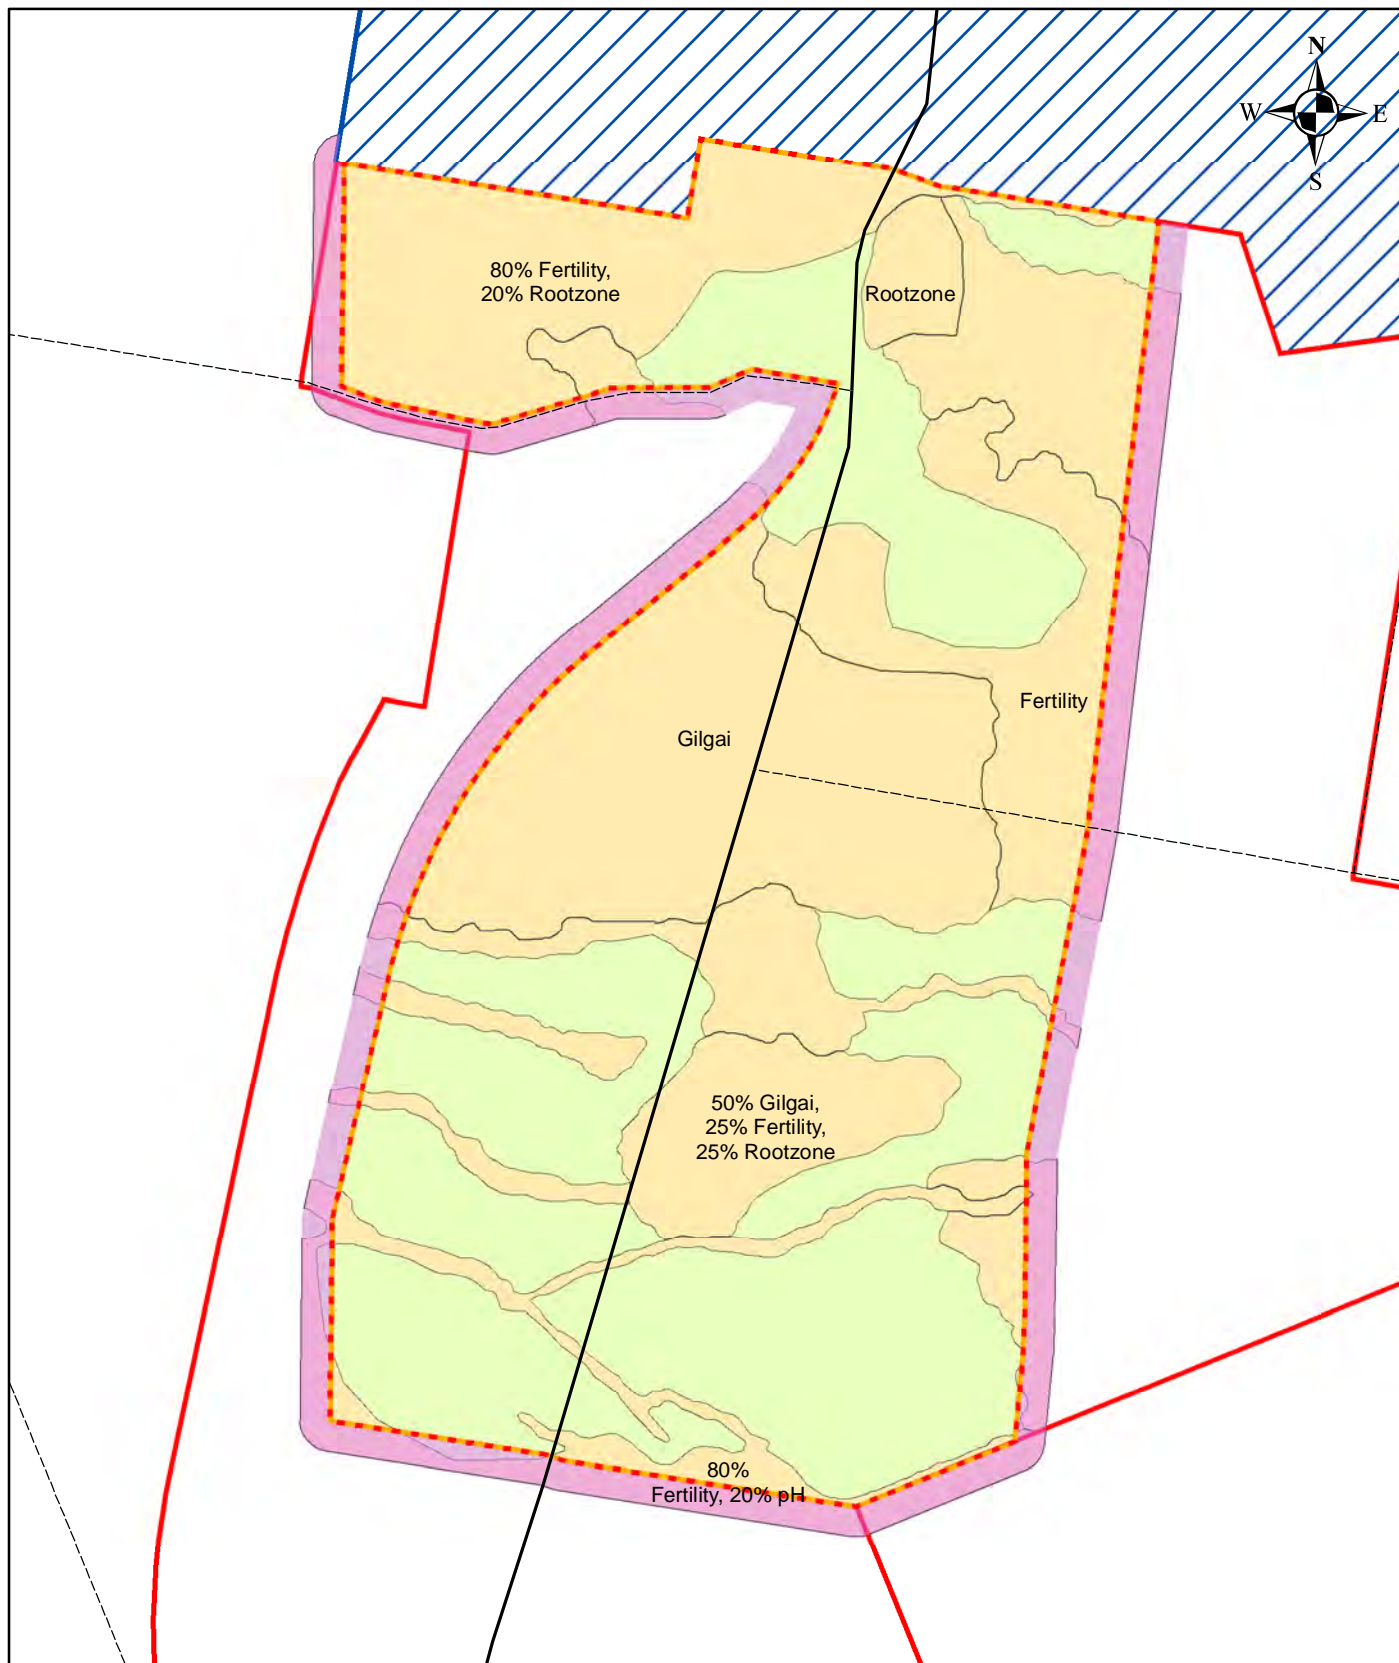 N
W E
S
80% Fertility,
20% Rootzone
Rootzone
Fertility
Gilgai
50% Gilgai,
25% Fertility,
25% Rootzone
80%
Fertility, 20% pH